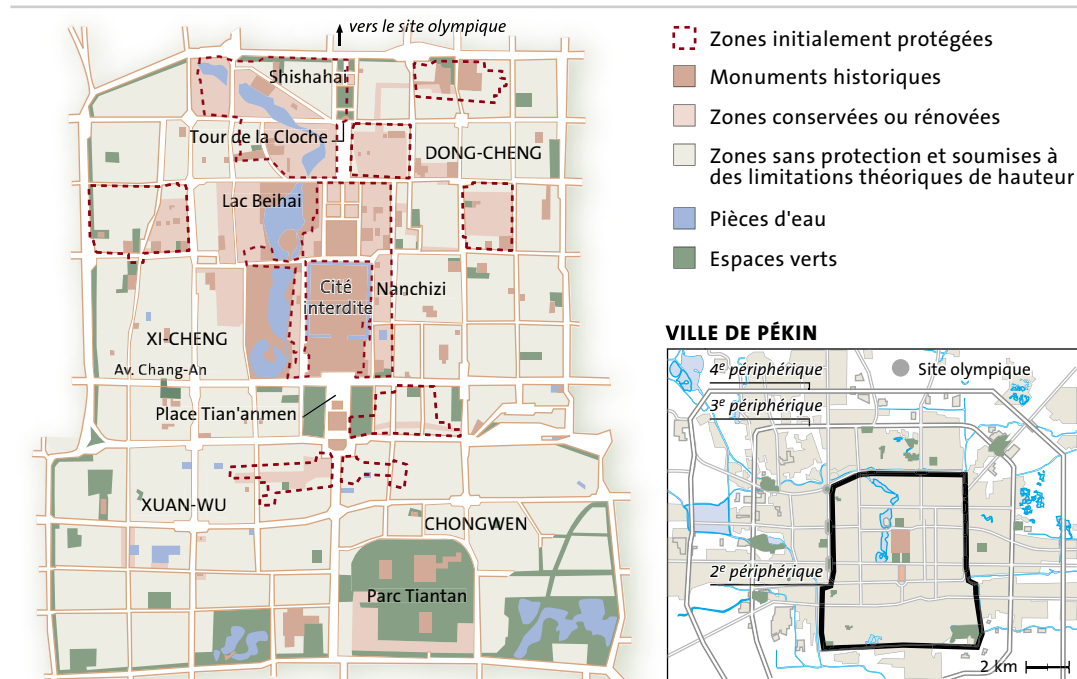 vers le site olympique
Shishahai
Tour de la Cloche
DONG-CHENG
Lac Beihai
Cité
interdite
Nanchizi
XI-CHENG
Av. Chang-An
Place Tian'anmen
XUAN-WU
CHONGWEN
Parc Tiantan
Zones initialement protégées
Monuments historiques
Zones conservées ou rénovées
Zones sans protection et soumises à
des limitations théoriques de hauteur
Pièces d'eau
Espaces verts
VILLE DE PÉKIN
4e périphérique
Site olympique
3e périphérique
2e périphérique
2 km